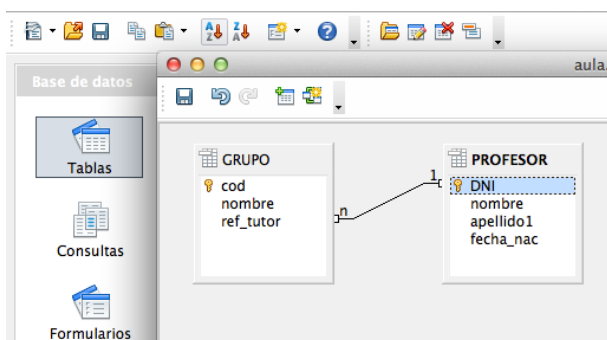 aula.
Base de datos
Tablas
Consultas
Formularios
GRUPO
cod
nombre
ref_tutor
n
1
PROFESOR
DNI
nombre
apellido1
fecha_nac